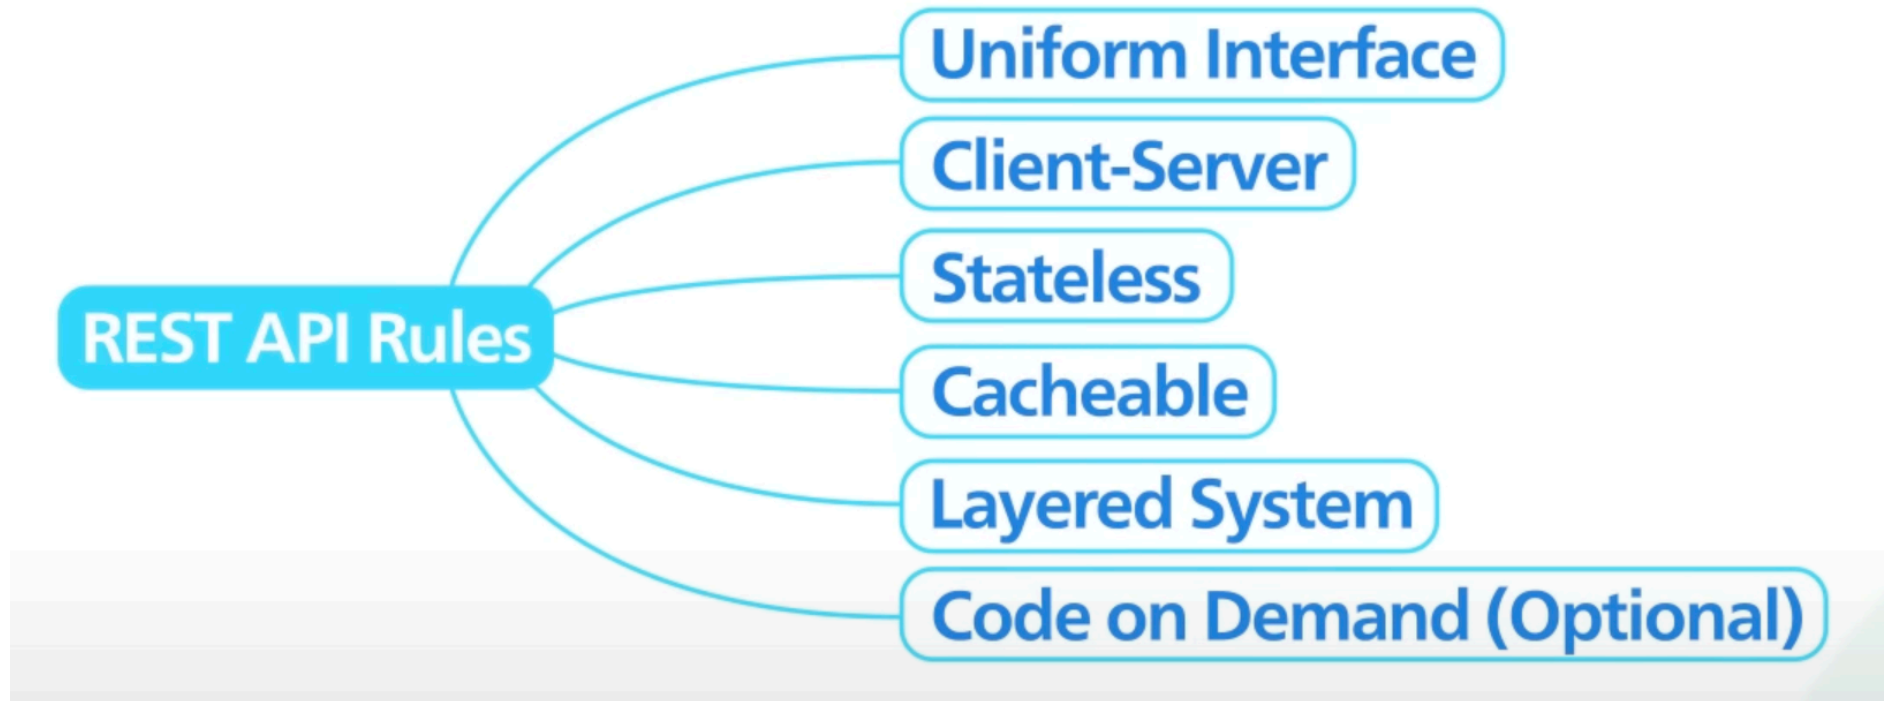 REST API Rules
Uniform Interface
Client-Server
Stateless
Cacheable
Layered System
Code on Demand (Optional)